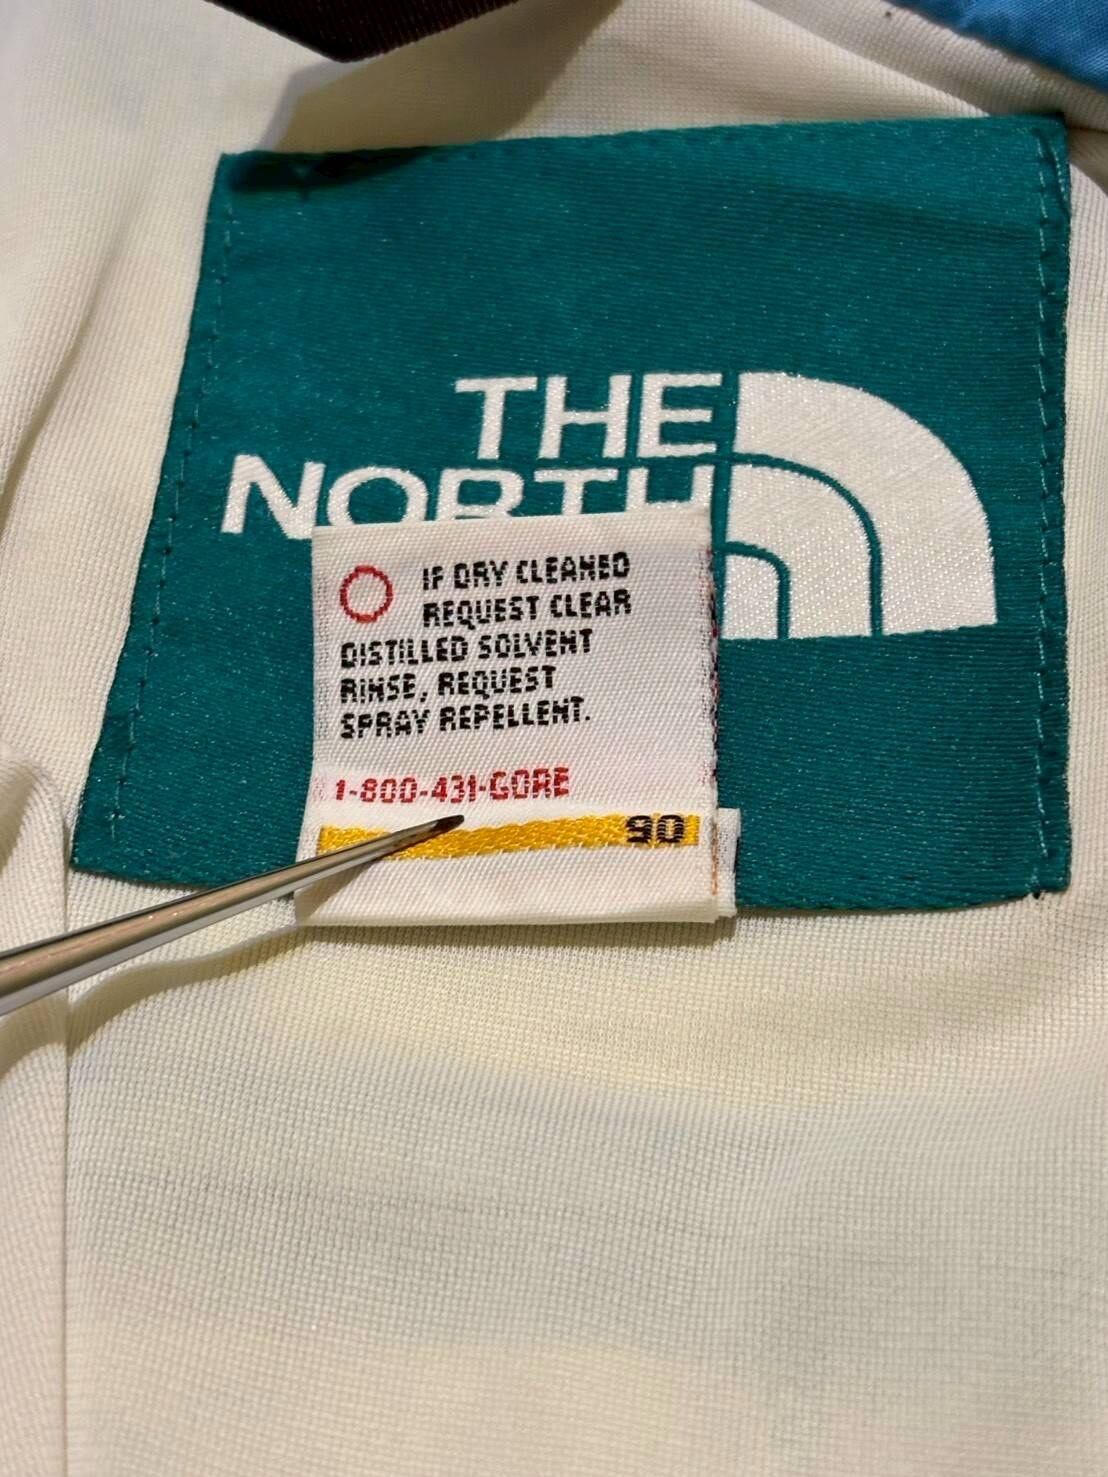 THE
NORTH
IF DRY CLEANED
REQUEST CLEAR
DISTILLED SOLVENT
RINSE, REQUEST
SPRAY REPELLENT.
1-800-431-GORE
90